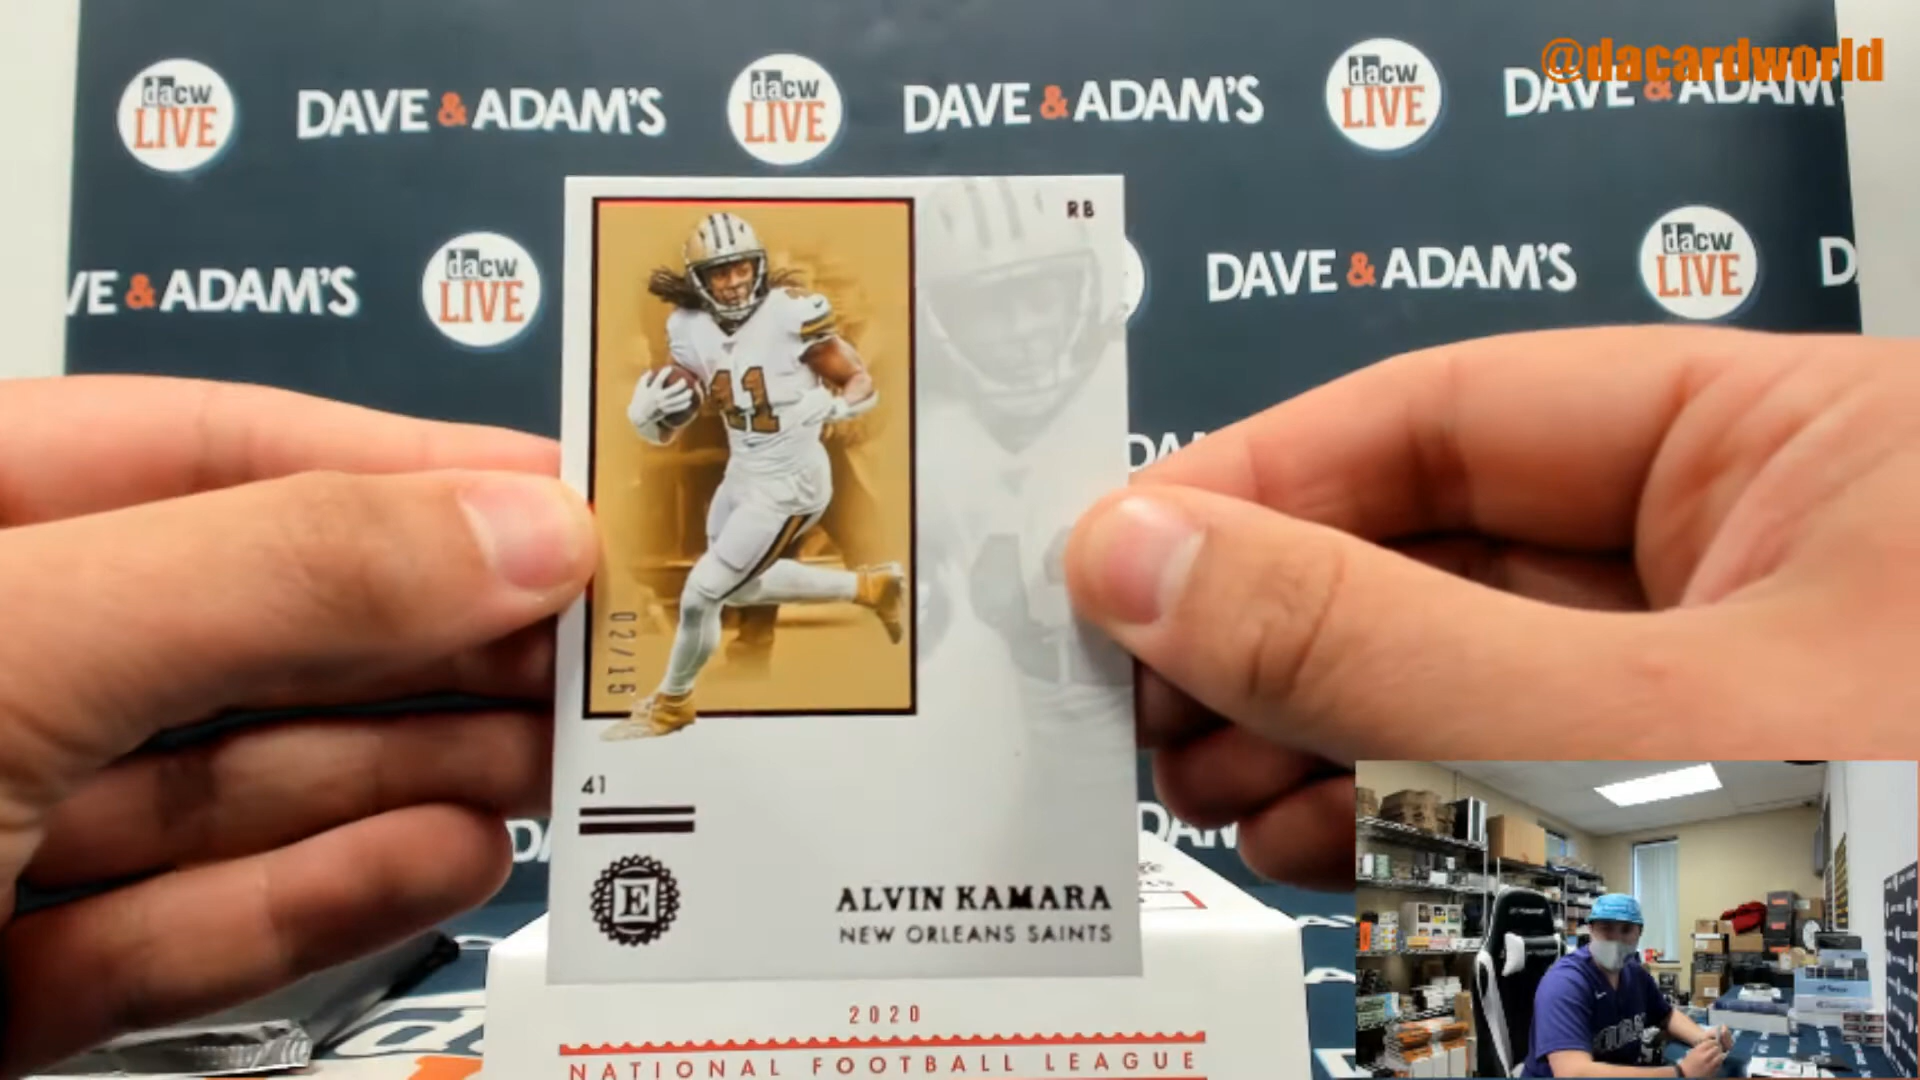 @dacardworld
dacw
LIVE
DAVE & ADAM'S
dacw
LIVE
DAVE & ADAM'S
dacw
LIVE
DAVE & ADAM'S
VE & ADAM'S
dacw
LIVE
DAVE & ADAM'S
dacw
LIVE
D
RB
41
02/15
41
E
ALVIN KAMARA
NEW ORLEANS SAINTS
2020
NATIONAL FOOTBALL LEAGUE